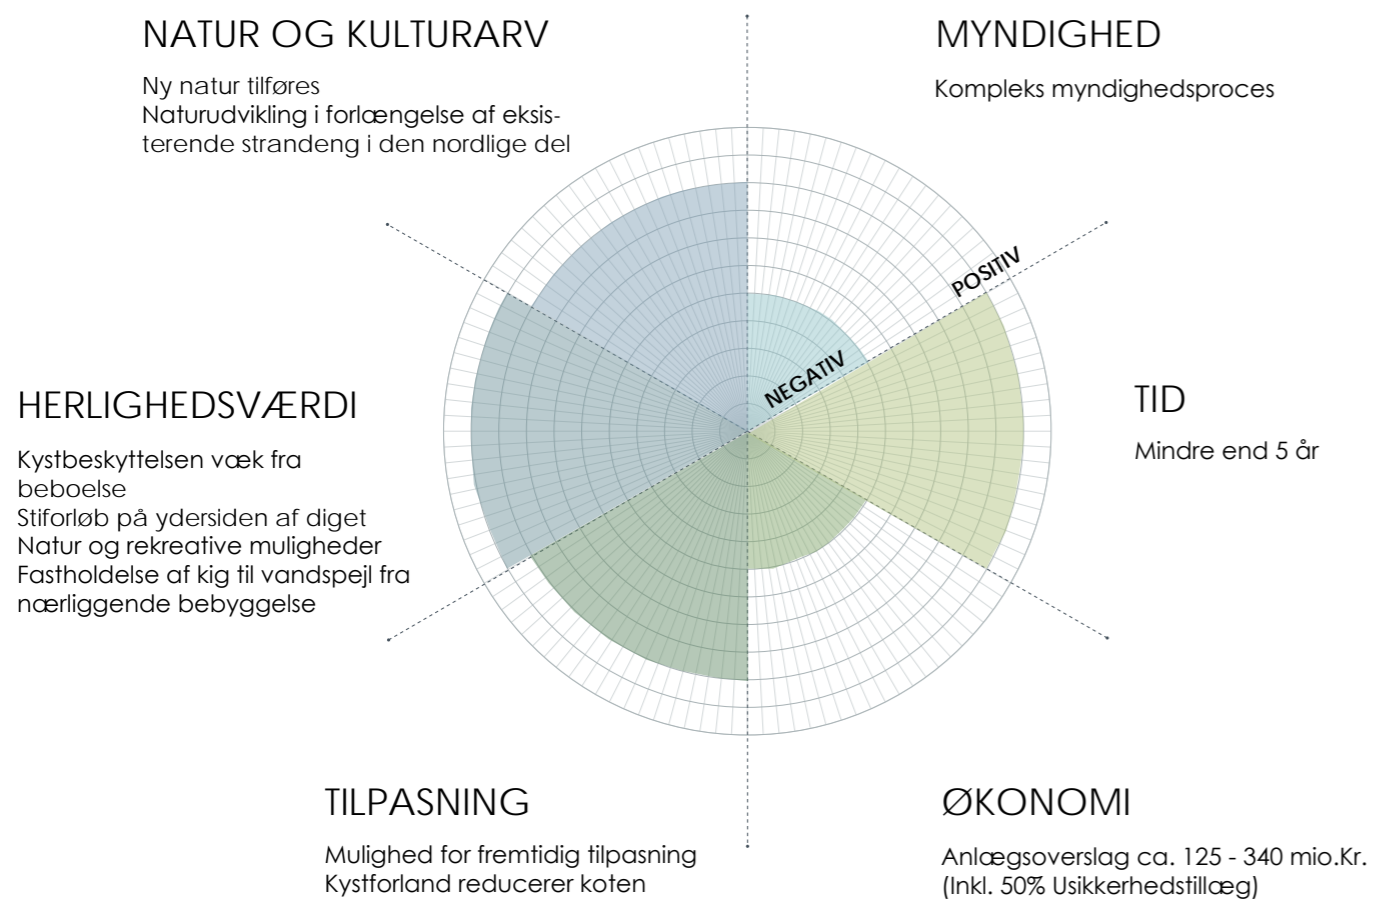 NATUR OG KULTURARV
Ny natur tilføres
Naturudvikling i forlængelse af eksis-
terende strandeng i den nordlige del
MYNDIGHED
Kompleks myndighedsproces
POSITIV
NEGATIV
HERLIGHEDSVÆRDI
Kystbeskyttelsen væk fra
beboelse
Stiforløb på ydersiden af diget
Natur og rekreative muligheder
Fastholdelse af kig til vandspejl fra
nærliggende bebyggelse
TID
Mindre end 5 år
TILPASNING
Mulighed for fremtidig tilpasning
Kystforland reducerer koten
ØKONOMI
Anlægsoverslag ca. 125 - 340 mio.Kr.
(Inkl. 50% Usikkerhedstillæg)